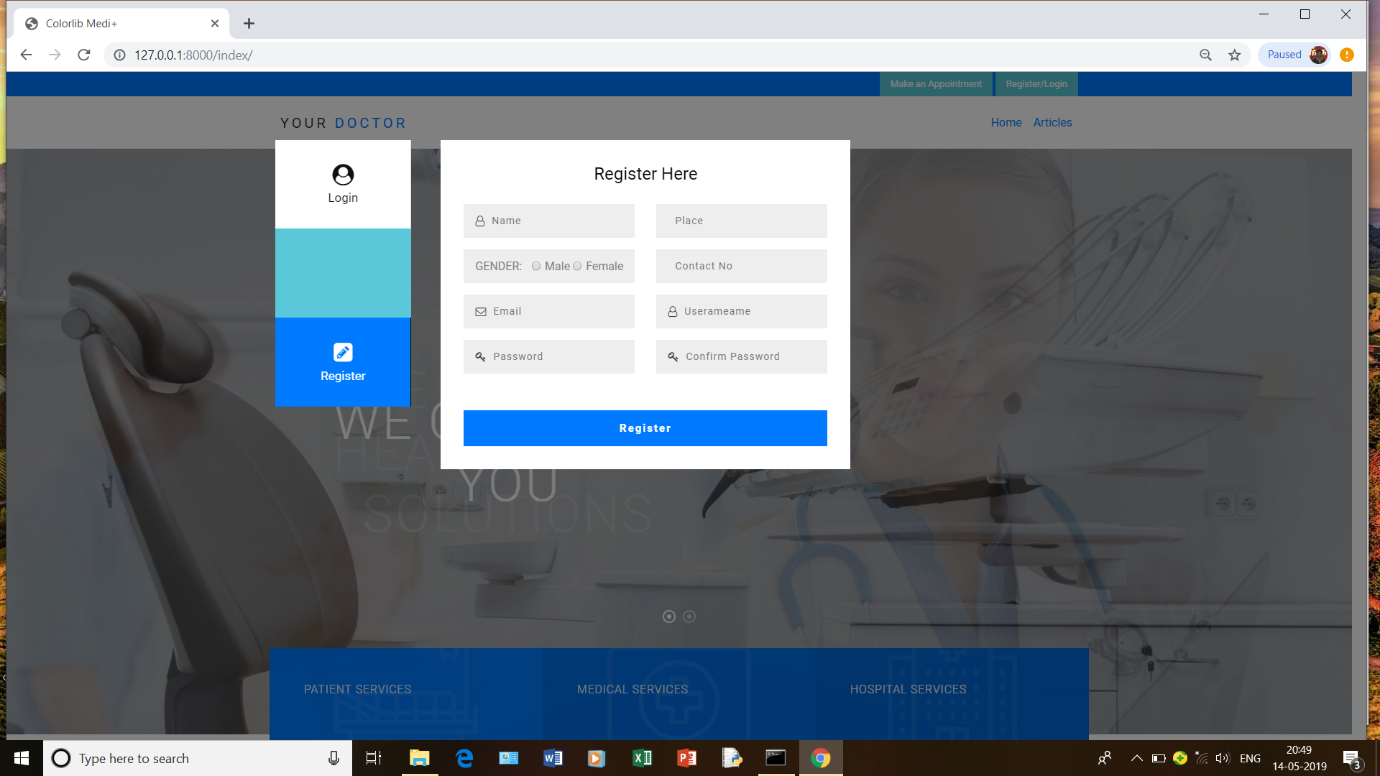 Colorlib Medi+
127.0.0.1:8000/index/
Paused
Make an Appointment
Register/Login
YOUR DOCTOR
Home Articles
Login
Register
Register Here
Name
Place
GENDER: Male Female
Contact No
Email
Userameame
Password
Confirm Password
Register
WE
YOU
SOLUTIONS
PATIENT SERVICES
MEDICAL SERVICES
HOSPITAL SERVICES
Type here to search
ENG
20:49
14-05-2019
3